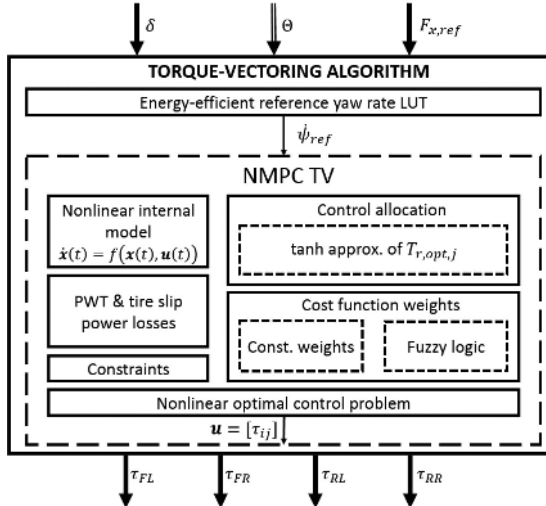 δ Θ F_{x,ref}
TORQUE-VECTORING ALGORITHM
Energy-efficient reference yaw rate LUT
ψ̇_{ref}
NMPC TV
Nonlinear internal
model
ẋ(t) = f(x(t), u(t))
PWT & tire slip
power losses
Constraints
Control allocation
tanh approx. of T_{r,opt,j}
Cost function weights
Const. weights
Fuzzy logic
Nonlinear optimal control problem
u = [τ_{ij}]
τ_{FL} τ_{FR} τ_{RL} τ_{RR}